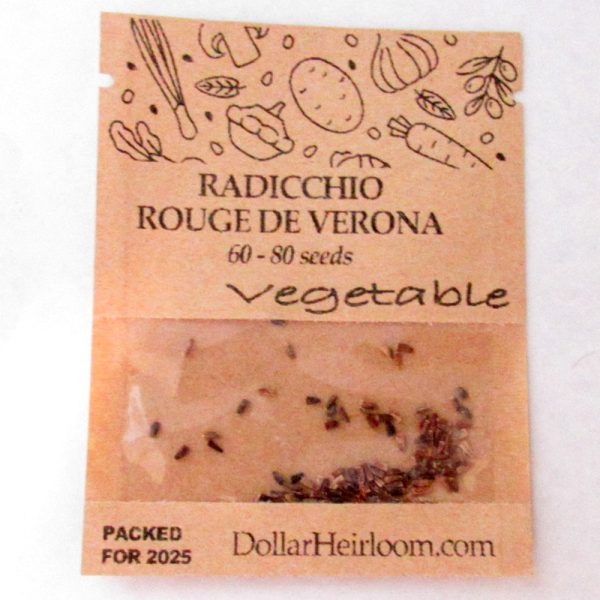 RADICCHIO
ROUGE DE VERONA
60 - 80 seeds
Vegetable
PACKED
FOR 2025
DollarHeirloom.com